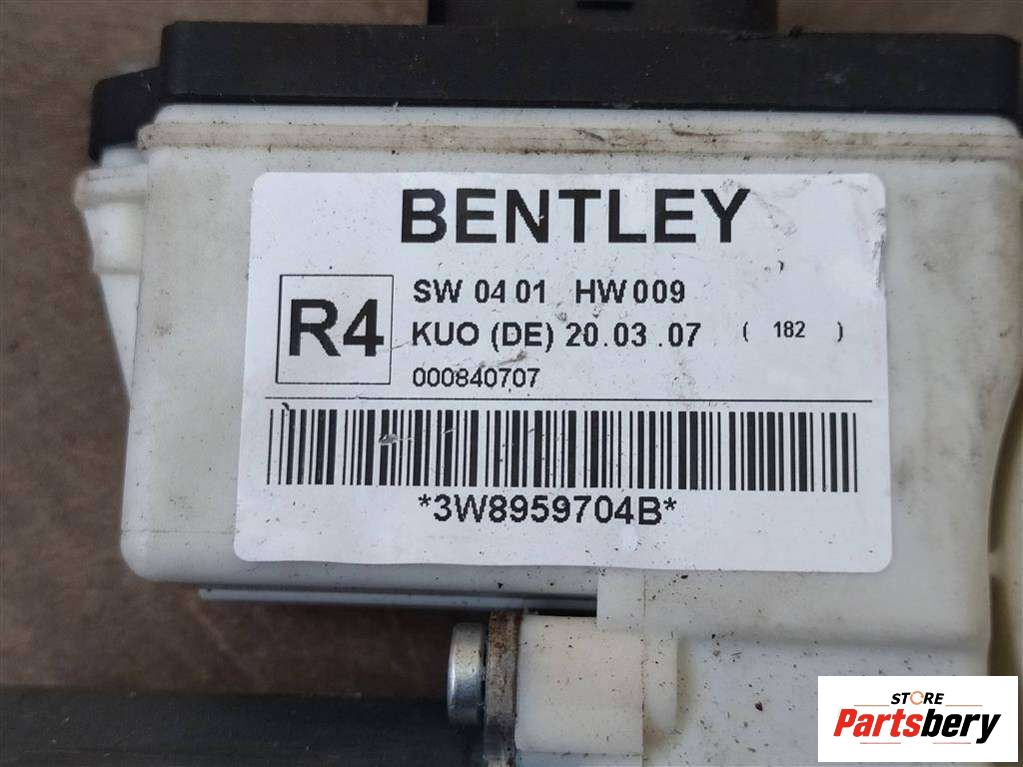 BENTLEY
R4
SW 04 01 HW 009
KUO (DE) 20.03.07 ( 182 )
000840707
*3W8959704B*
STORE
Partsbery